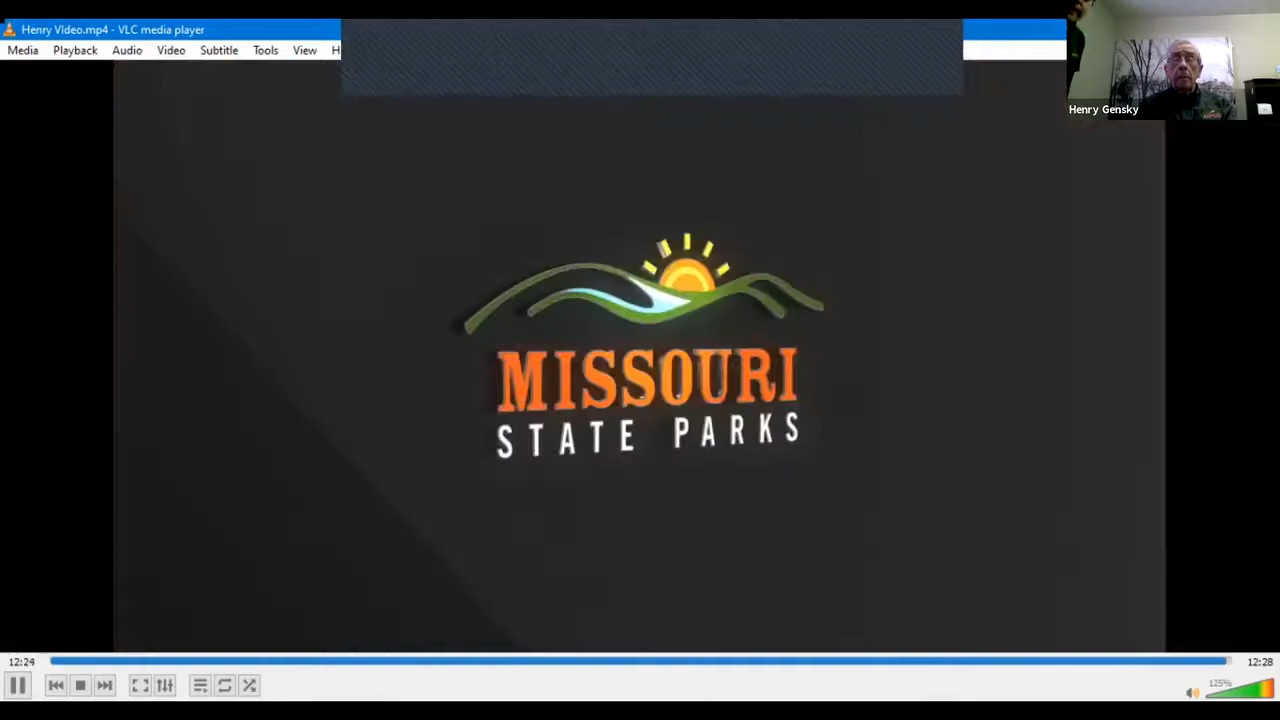 Henry Video.mp4 - VLC media player
Media Playback Audio Video Subtitle Tools View H
Henry Gensky
MISSOURI
STATE PARKS
12:24
12:28
125%